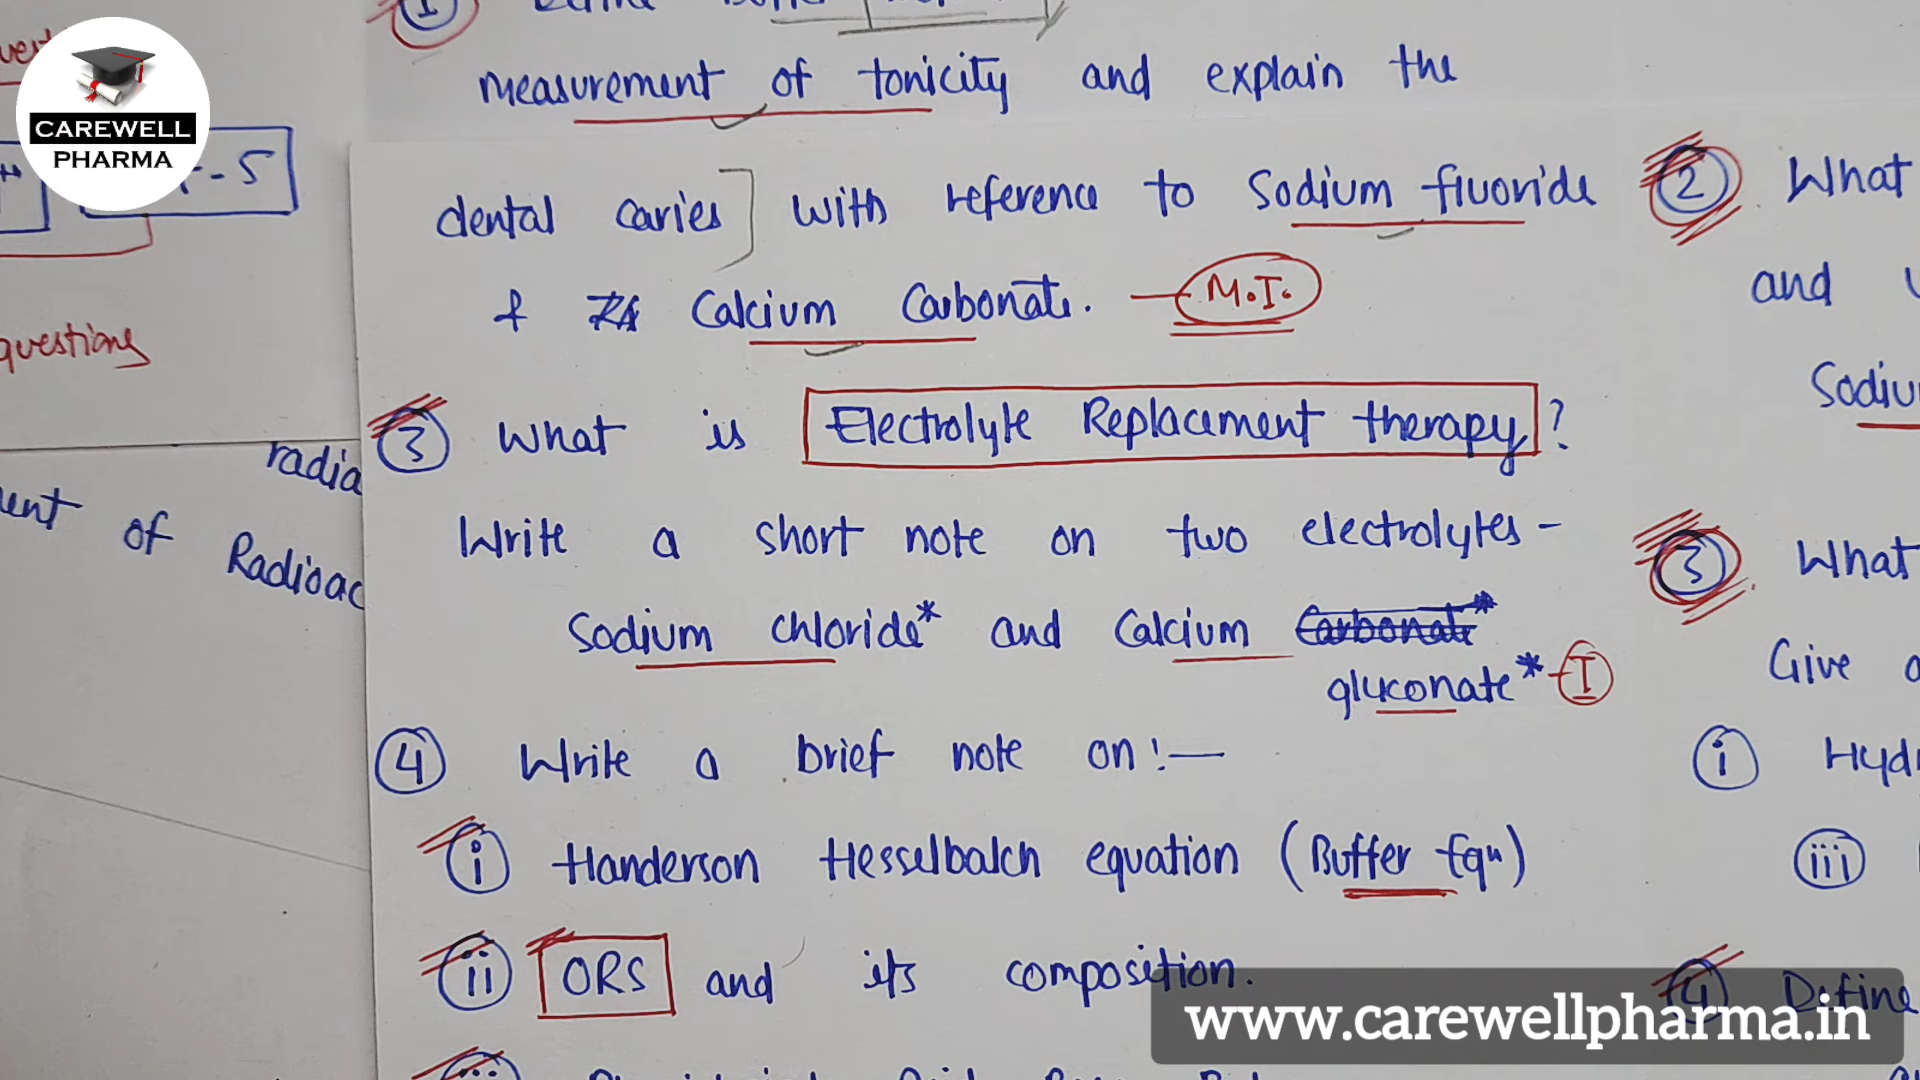 CAREWELL
PHARMA
- 5
questions
radia
of Radioac
1
measurement of tonicity and explain the
dental caries] with reference to Sodium fluoride
& Calcium Carbonate. — M.I.
3 What is Electrolyte Replacement therapy?
Write a short note on two electrolytes -
Sodium chloride* and Calcium Carbonate*
gluconate* - I
4 Write a brief note on :—
i Handerson Hesselbalch equation (Buffer Eqn)
ii ORS and its composition.
2 What
and
Sodiu
3 What
Give
i Hyd
iii
4 Define
www.carewellpharma.in